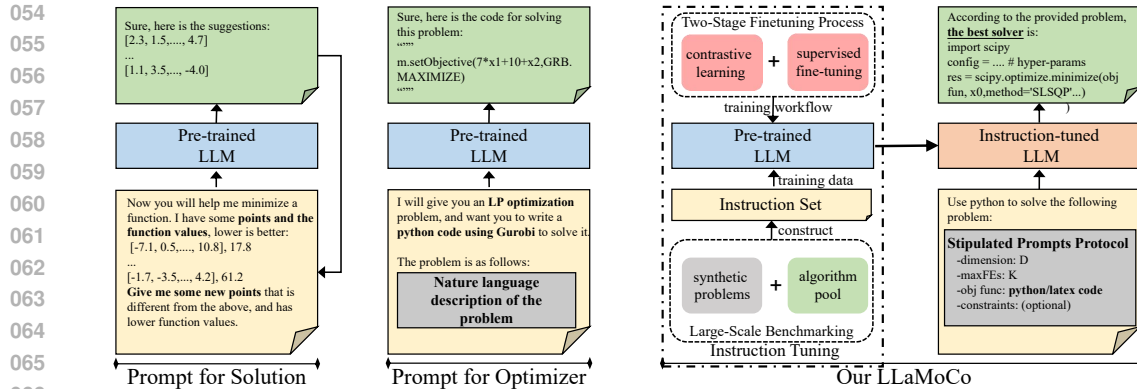 054
055
056
057
058
059
060
061
062
063
064
065
Sure, here is the suggestions:
[2.3, 1.5,...., 4.7]
...
[1.1, 3.5,..., -4.0]
Pre-trained
LLM
Now you will help me minimize a
function. I have some points and the
function values, lower is better:
[-7.1, 0.5,...., 10.8], 17.8
...
[-1.7, -3.5,..., 4.2], 61.2
Give me some new points that is
different from the above, and has
lower function values.
Prompt for Solution
Sure, here is the code for solving
this problem:
“””
m.setObjective(7*x1+10+x2,GRB.
MAXIMIZE)
“””
Pre-trained
LLM
I will give you an LP optimization
problem, and want you to write a
python code using Gurobi to solve it.
The problem is as follows:
Nature language
description of the
problem
Prompt for Optimizer
Two-Stage Finetuning Process
contrastive
learning
+
supervised
fine-tuning
training workflow
Pre-trained
LLM
training data
Instruction Set
construct
synthetic
problems
+
algorithm
pool
Large-Scale Benchmarking
Instruction Tuning
According to the provided problem,
the best solver is:
import scipy
config = .... # hyper-params
res = scipy.optimize.minimize(obj
fun, x0,method='SLSQP'...)
)
Instruction-tuned
LLM
Use python to solve the following
problem:
Stipulated Prompts Protocol
-dimension: D
-maxFEs: K
-obj func: python/latex code
-constraints: (optional)
Our LLaMoCo